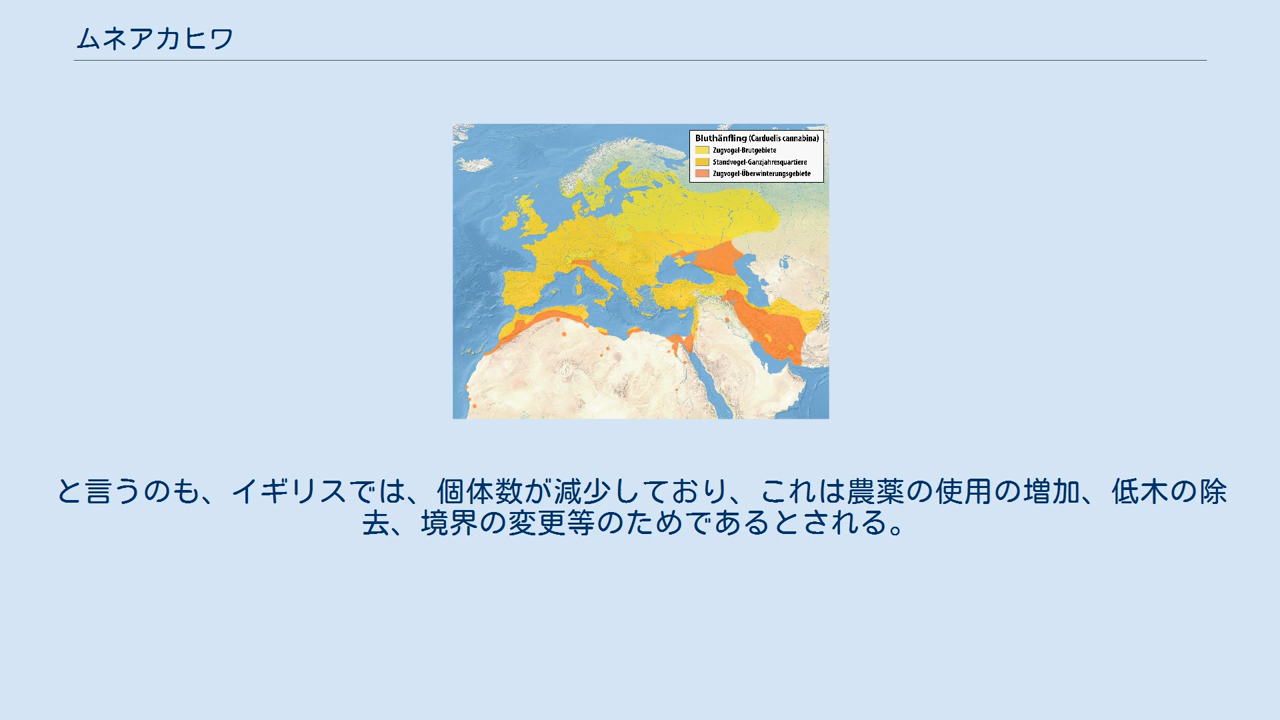 ムネアカヒワ
Bluthänfling (Carduelis cannabina)
Zugvogel-Brutgebiete
Standvogel-Ganzjahresquartiere
Zugvogel-Überwinterungsgebiete
と言うのも、イギリスでは、個体数が減少しており、これは農薬の使用の増加、低木の除
去、境界の変更等のためであるとされる。